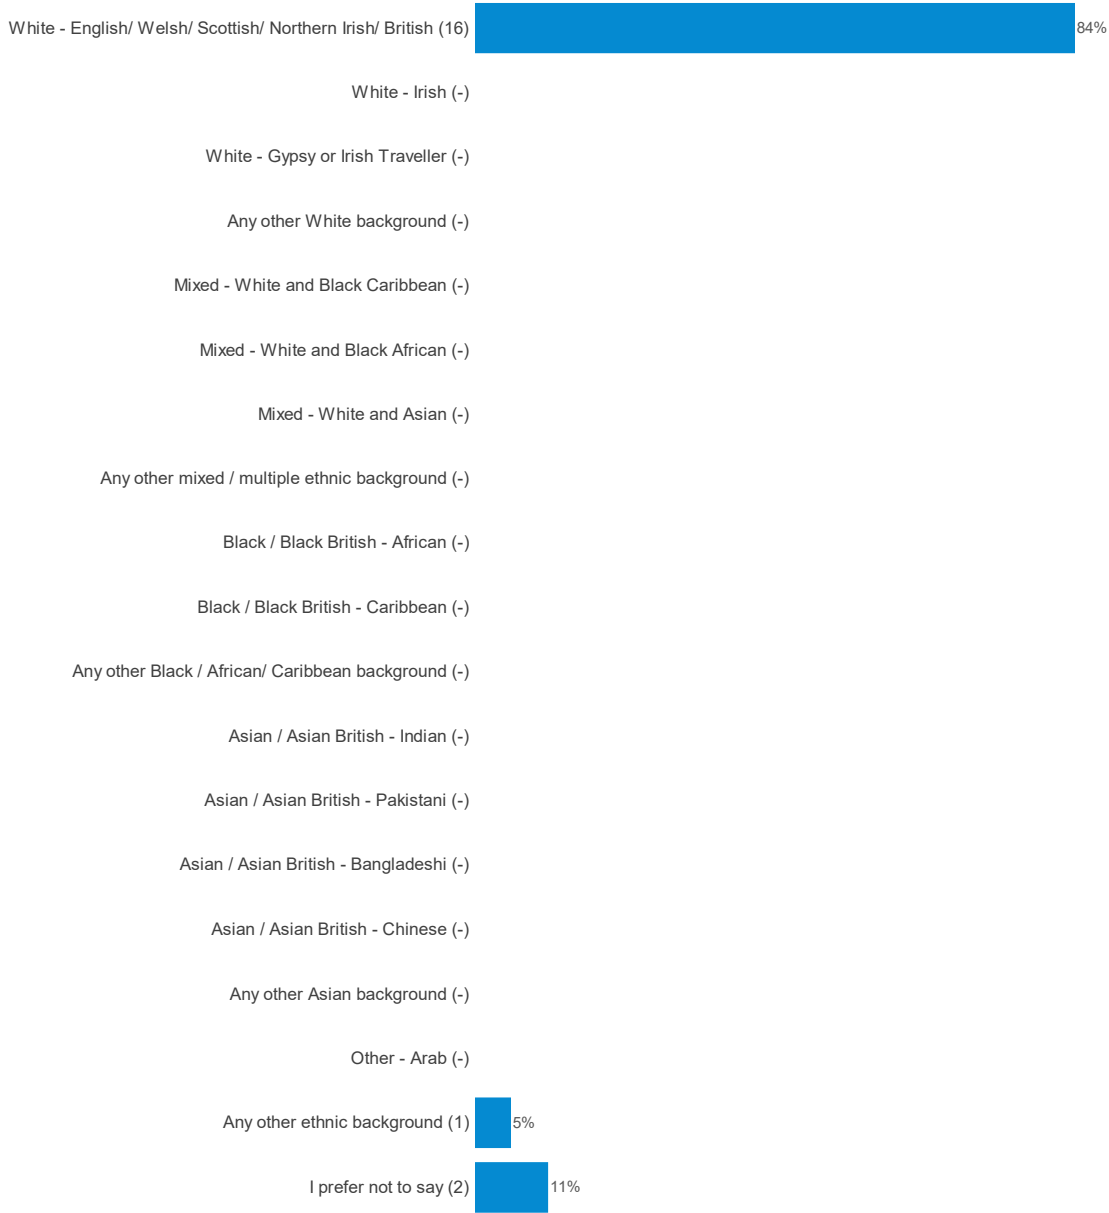 White - English/ Welsh/ Scottish/ Northern Irish/ British (16) 84%
White - Irish (-)
White - Gypsy or Irish Traveller (-)
Any other White background (-)
Mixed - White and Black Caribbean (-)
Mixed - White and Black African (-)
Mixed - White and Asian (-)
Any other mixed / multiple ethnic background (-)
Black / Black British - African (-)
Black / Black British - Caribbean (-)
Any other Black / African/ Caribbean background (-)
Asian / Asian British - Indian (-)
Asian / Asian British - Pakistani (-)
Asian / Asian British - Bangladeshi (-)
Asian / Asian British - Chinese (-)
Any other Asian background (-)
Other - Arab (-)
Any other ethnic background (1) 5%
I prefer not to say (2) 11%